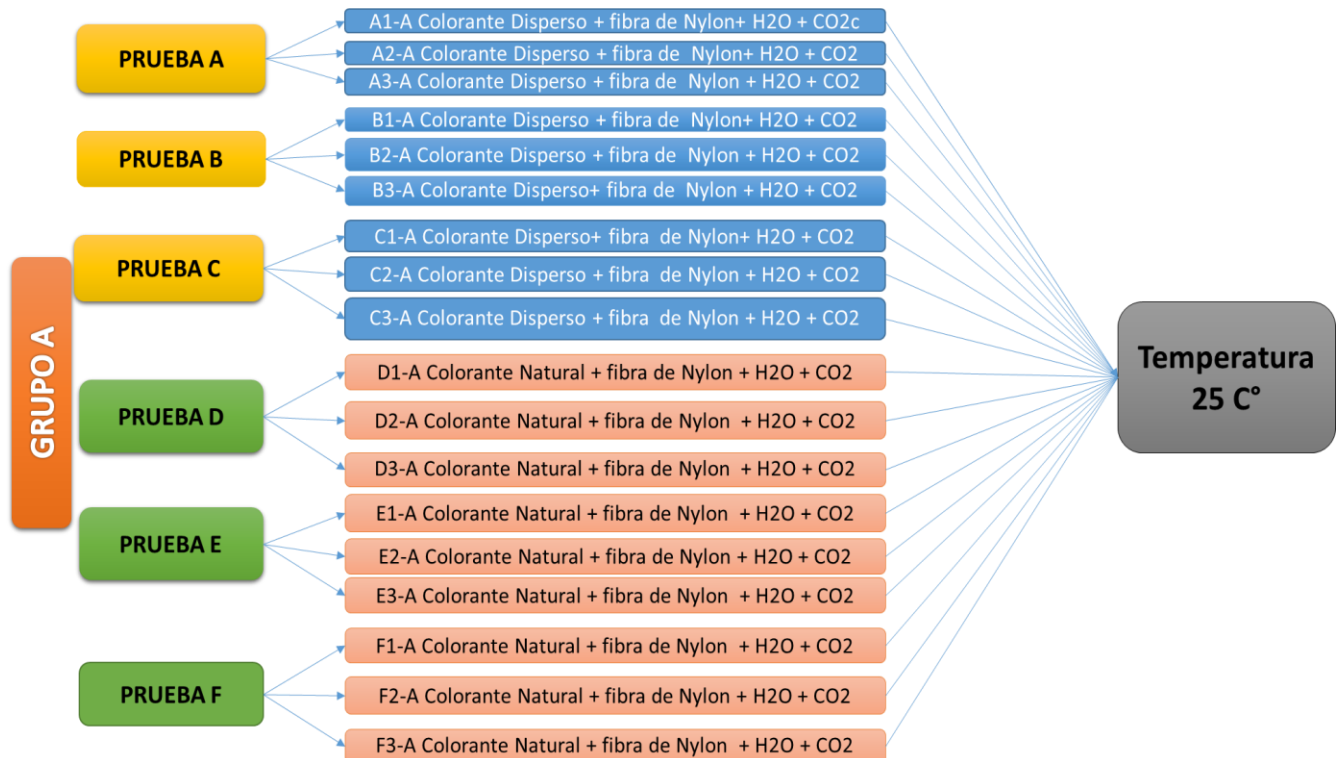 GRUPO A
PRUEBA A
A1-A Colorante Disperso + fibra de Nylon+ H2O + CO2c
A2-A Colorante Disperso + fibra de Nylon+ H2O + CO2
A3-A Colorante Disperso + fibra de Nylon + H2O + CO2
PRUEBA B
B1-A Colorante Disperso + fibra de Nylon+ H2O + CO2
B2-A Colorante Disperso + fibra de Nylon + H2O + CO2
B3-A Colorante Disperso+ fibra de Nylon + H2O + CO2
PRUEBA C
C1-A Colorante Disperso+ fibra de Nylon+ H2O + CO2
C2-A Colorante Disperso + fibra de Nylon + H2O + CO2
C3-A Colorante Disperso + fibra de Nylon + H2O + CO2
PRUEBA D
D1-A Colorante Natural + fibra de Nylon + H2O + CO2
D2-A Colorante Natural + fibra de Nylon + H2O + CO2
D3-A Colorante Natural + fibra de Nylon + H2O + CO2
PRUEBA E
E1-A Colorante Natural + fibra de Nylon + H2O + CO2
E2-A Colorante Natural + fibra de Nylon + H2O + CO2
E3-A Colorante Natural + fibra de Nylon + H2O + CO2
PRUEBA F
F1-A Colorante Natural + fibra de Nylon + H2O + CO2
F2-A Colorante Natural + fibra de Nylon + H2O + CO2
F3-A Colorante Natural + fibra de Nylon + H2O + CO2
Temperatura
25 C°